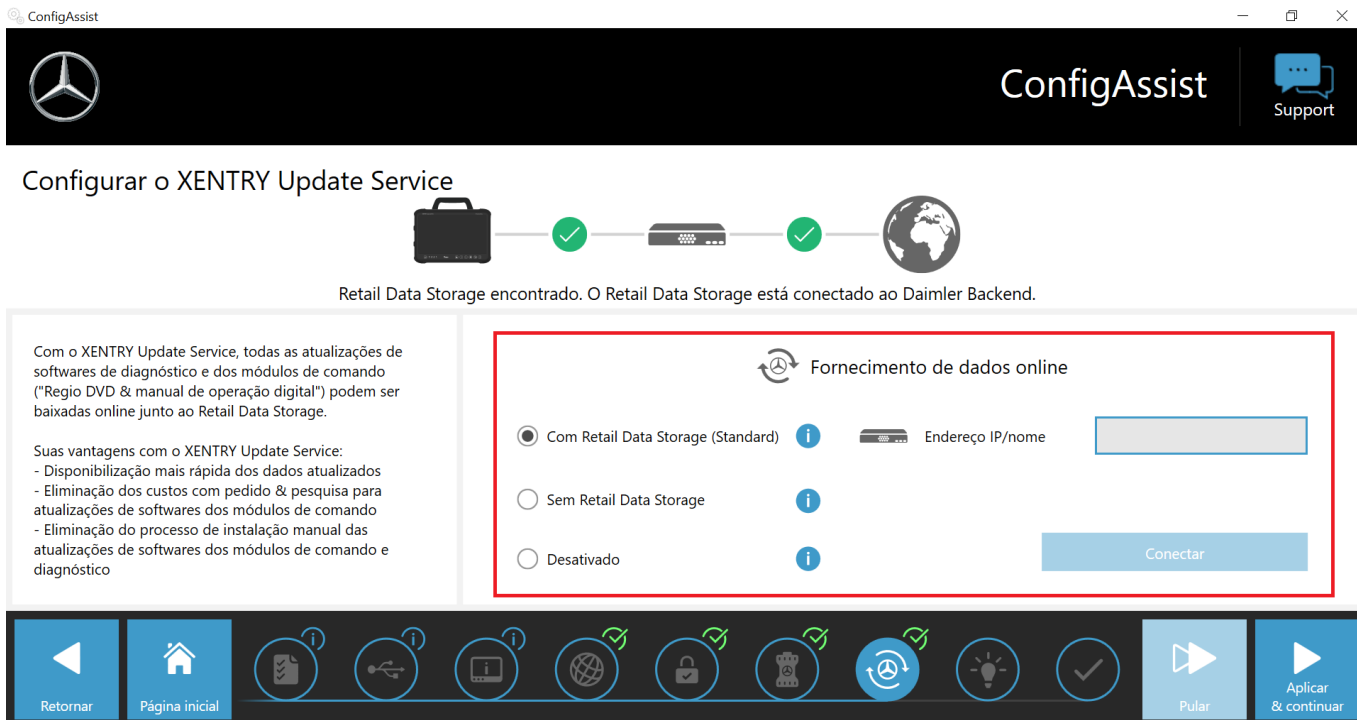 ConfigAssist
ConfigAssist
Support
Configurar o XENTRY Update Service
Retail Data Storage encontrado. O Retail Data Storage está conectado ao Daimler Backend.
Com o XENTRY Update Service, todas as atualizações de
softwares de diagnóstico e dos módulos de comando
("Regio DVD & manual de operação digital") podem ser
baixadas online junto ao Retail Data Storage.
Suas vantagens com o XENTRY Update Service:
- Disponibilização mais rápida dos dados atualizados
- Eliminação dos custos com pedido & pesquisa para
atualizações de softwares dos módulos de comando
- Eliminação do processo de instalação manual das
atualizações de softwares dos módulos de comando e
diagnóstico
Fornecimento de dados online
Com Retail Data Storage (Standard)
Endereço IP/nome
Sem Retail Data Storage
Desativado
Conectar
Retornar
Página inicial
Pular
Aplicar
& continuar